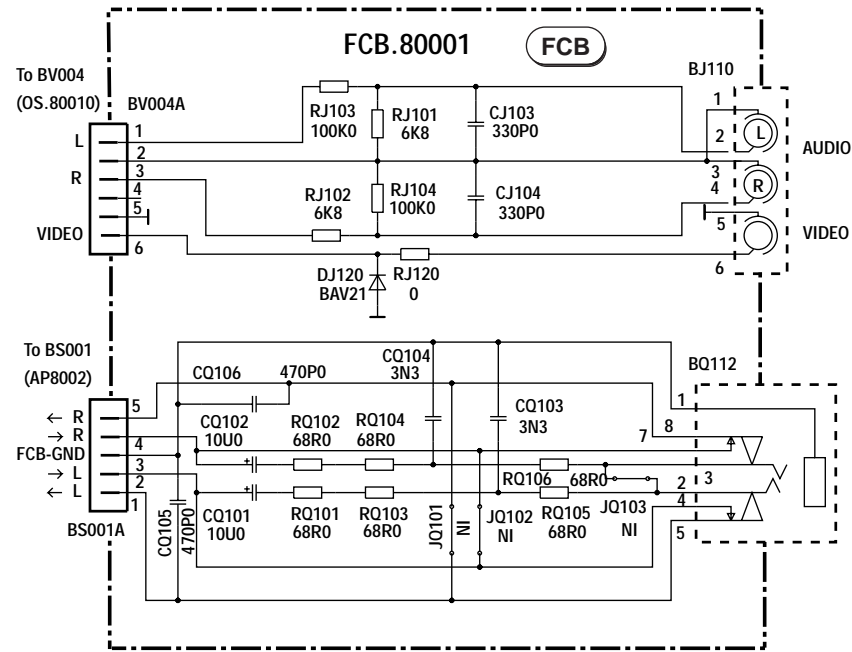 FCB.80001
FCB
To BV004
(OS.80010)
BV004A
BJ110
L
R
VIDEO
1
2
3
4
5
6
RJ103
100K0
RJ101
6K8
CJ103
330P0
RJ102
6K8
RJ104
100K0
CJ104
330P0
DJ120
BAV21
RJ120
0
1
2
3
4
5
6
L
R
AUDIO
VIDEO
To BS001
(AP8002)
← R
→ R
FCB-GND
→ L
← L
BS001A
5
4
3
2
1
CQ106
470P0
CQ104
3N3
CQ103
3N3
CQ102
10U0
+
RQ102
68R0
RQ104
68R0
RQ106
68R0
CQ105
470P0
CQ101
10U0
+
RQ101
68R0
RQ103
68R0
JQ101
NI
JQ102
NI
RQ105
68R0
JQ103
NI
BQ112
1
8
7
3
2
4
5